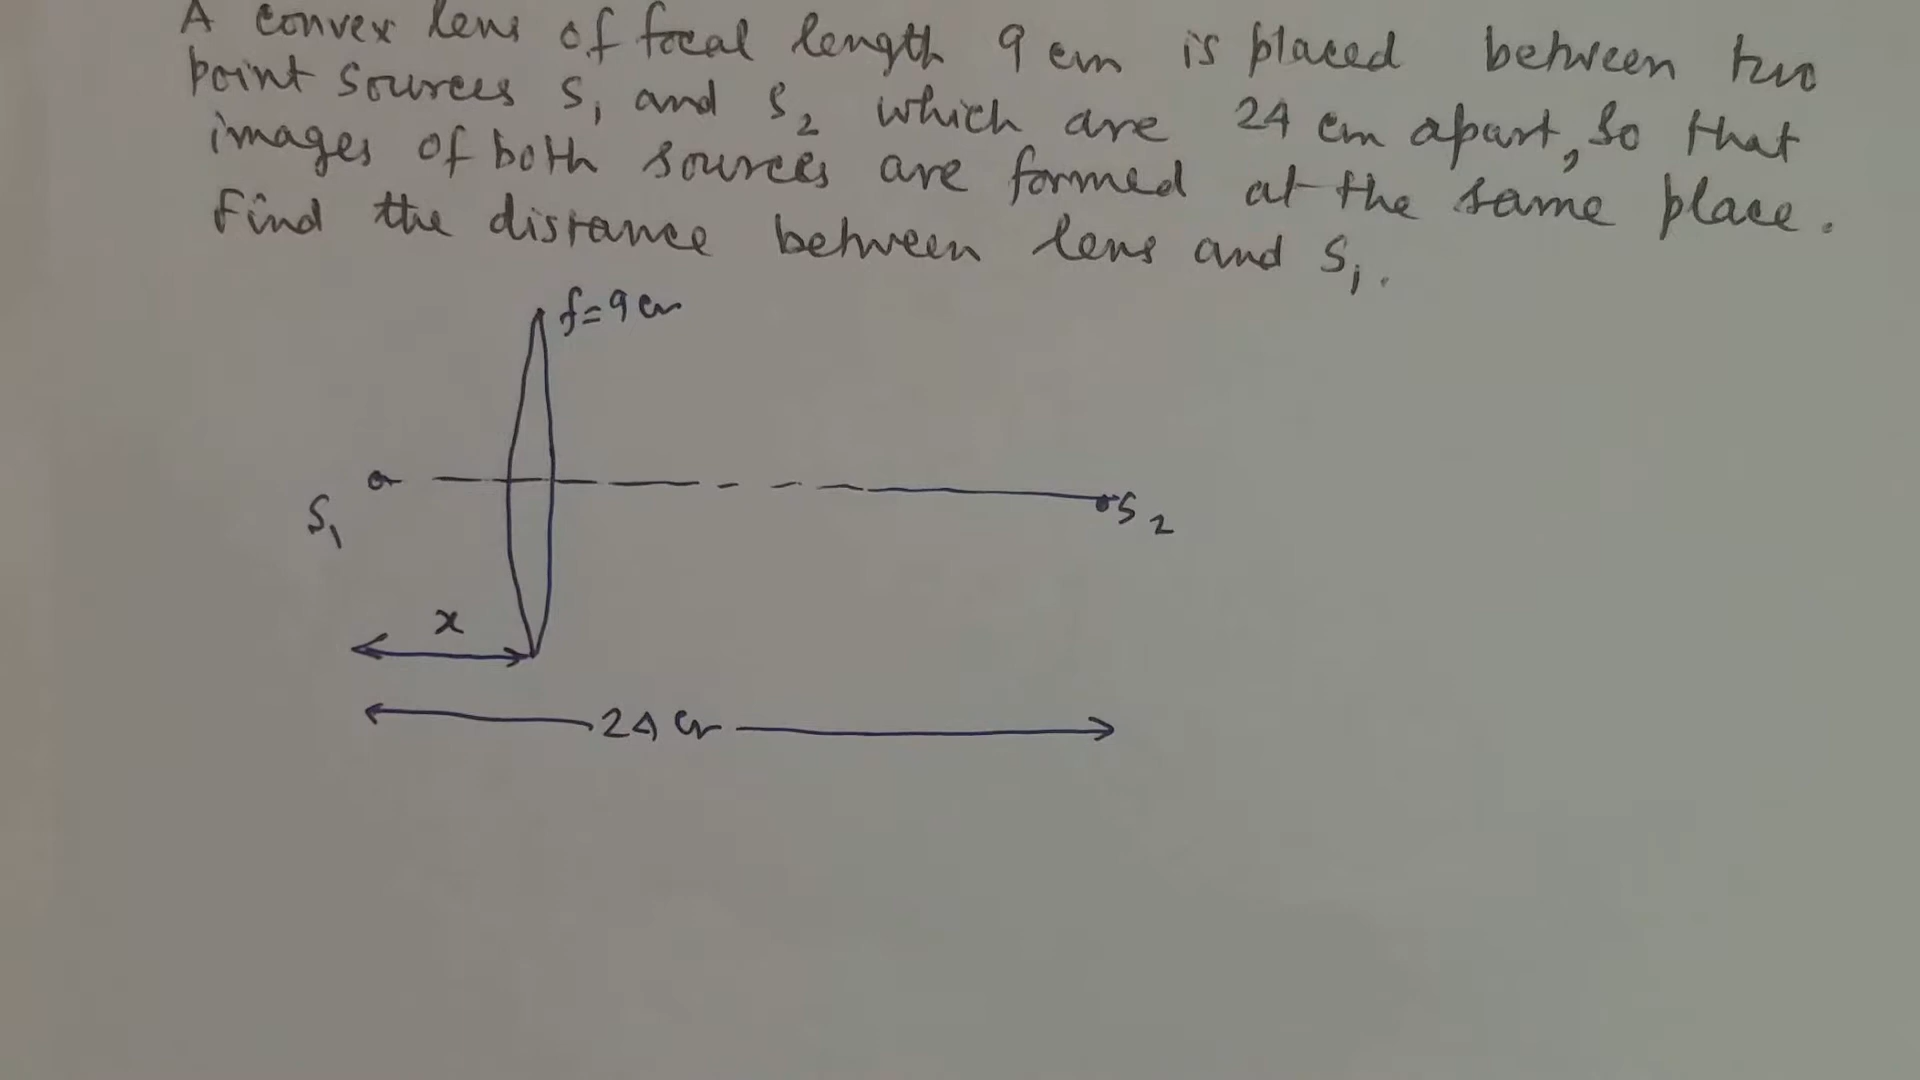 A convex lens of focal length 9 cm is placed between two
point sources S₁ and S₂ which are 24 cm apart, so that
images of both sources are formed at the same place.
Find the distance between lens and S₁.
f=9 cm
S₁
S₂
x
24 cm